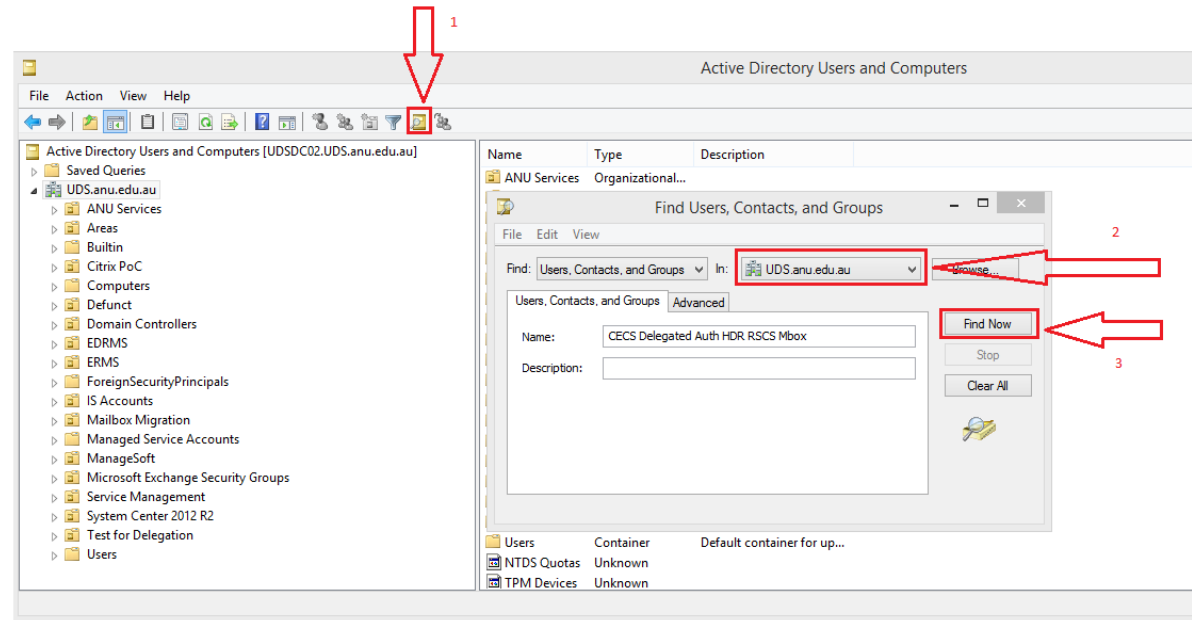 1
Active Directory Users and Computers
File Action View Help
Active Directory Users and Computers [UDSDC02.UDS.anu.edu.au]
Saved Queries
UDS.anu.edu.au
ANU Services
Areas
Builtin
Citrix PoC
Computers
Defunct
Domain Controllers
EDRMS
ERMS
ForeignSecurityPrincipals
IS Accounts
Mailbox Migration
Managed Service Accounts
ManageSoft
Microsoft Exchange Security Groups
Service Management
System Center 2012 R2
Test for Delegation
Users
Name Type Description
ANU Services Organizational...
Find Users, Contacts, and Groups
File Edit View
2
Find: Users, Contacts, and Groups In: UDS.anu.edu.au Browse...
Users, Contacts, and Groups Advanced
Name: CECS Delegated Auth HDR RSCS Mbox
Description:
Find Now
Stop
Clear All
3
Users Container Default container for up...
NTDS Quotas Unknown
TPM Devices Unknown